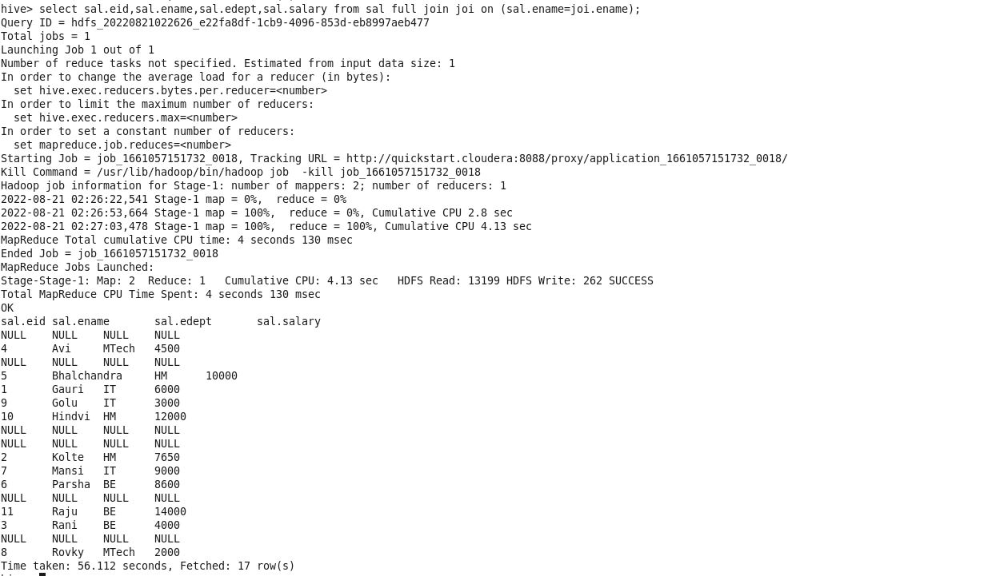 hive> select sal.eid,sal.ename,sal.edept,sal.salary from sal full join joi on (sal.ename=joi.ename);
Query ID = hdfs_20220821022626_e22fa8df-1cb9-4096-853d-eb8997aeb477
Total jobs = 1
Launching Job 1 out of 1
Number of reduce tasks not specified. Estimated from input data size: 1
In order to change the average load for a reducer (in bytes):
  set hive.exec.reducers.bytes.per.reducer=<number>
In order to limit the maximum number of reducers:
  set hive.exec.reducers.max=<number>
In order to set a constant number of reducers:
  set mapreduce.job.reduces=<number>
Starting Job = job_1661057151732_0018, Tracking URL = http://quickstart.cloudera:8088/proxy/application_1661057151732_0018/
Kill Command = /usr/lib/hadoop/bin/hadoop job  -kill job_1661057151732_0018
Hadoop job information for Stage-1: number of mappers: 2; number of reducers: 1
2022-08-21 02:26:22,541 Stage-1 map = 0%,  reduce = 0%
2022-08-21 02:26:53,664 Stage-1 map = 100%,  reduce = 0%, Cumulative CPU 2.8 sec
2022-08-21 02:27:03,478 Stage-1 map = 100%,  reduce = 100%, Cumulative CPU 4.13 sec
MapReduce Total cumulative CPU time: 4 seconds 130 msec
Ended Job = job_1661057151732_0018
MapReduce Jobs Launched:
Stage-Stage-1: Map: 2  Reduce: 1   Cumulative CPU: 4.13 sec   HDFS Read: 13199 HDFS Write: 262 SUCCESS
Total MapReduce CPU Time Spent: 4 seconds 130 msec
OK
sal.eid sal.ename       sal.edept       sal.salary
NULL    NULL    NULL    NULL
4       Avi     MTech   4500
NULL    NULL    NULL    NULL
5       Bhalchandra     HM      10000
1       Gauri   IT      6000
9       Golu    IT      3000
10      Hindvi  HM      12000
NULL    NULL    NULL    NULL
NULL    NULL    NULL    NULL
2       Kolte   HM      7650
7       Mansi   IT      9000
6       Parsha  BE      8600
NULL    NULL    NULL    NULL
11      Raju    BE      14000
3       Rani    BE      4000
NULL    NULL    NULL    NULL
8       Rovky   MTech   2000
Time taken: 56.112 seconds, Fetched: 17 row(s)